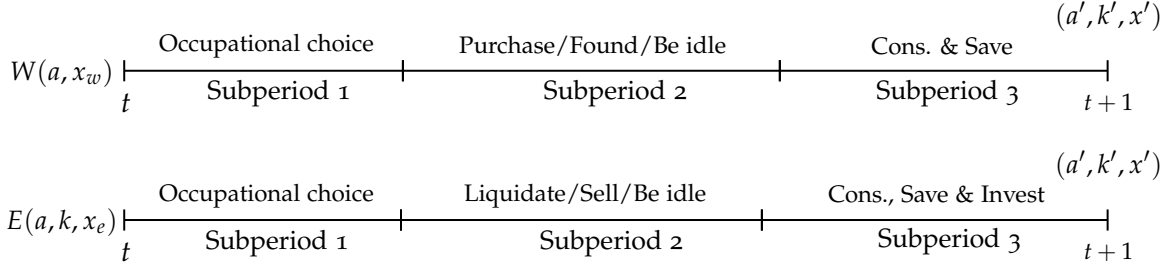 (a′, k′, x′)
Occupational choice Purchase/Found/Be idle Cons. & Save
W(a, x_w)
Subperiod 1 Subperiod 2 Subperiod 3
t t + 1
(a′, k′, x′)
Occupational choice Liquidate/Sell/Be idle Cons., Save & Invest
E(a, k, x_e)
Subperiod 1 Subperiod 2 Subperiod 3
t t + 1